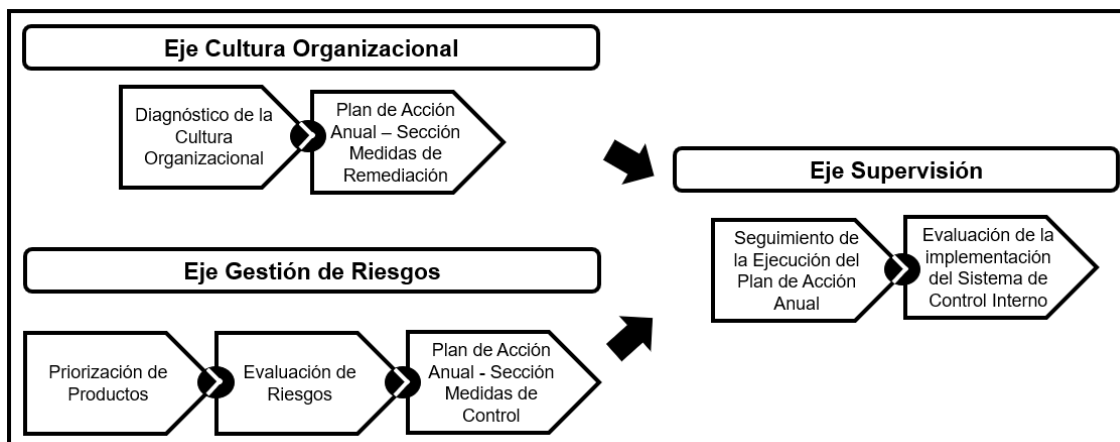 Eje Cultura Organizacional
Diagnóstico de la
Cultura
Organizacional
Plan de Acción
Anual – Sección
Medidas de
Remediación
Eje Gestión de Riesgos
Priorización de
Productos
Evaluación de
Riesgos
Plan de Acción
Anual - Sección
Medidas de
Control
Eje Supervisión
Seguimiento de
la Ejecución del
Plan de Acción
Anual
Evaluación de la
implementación
del Sistema de
Control Interno